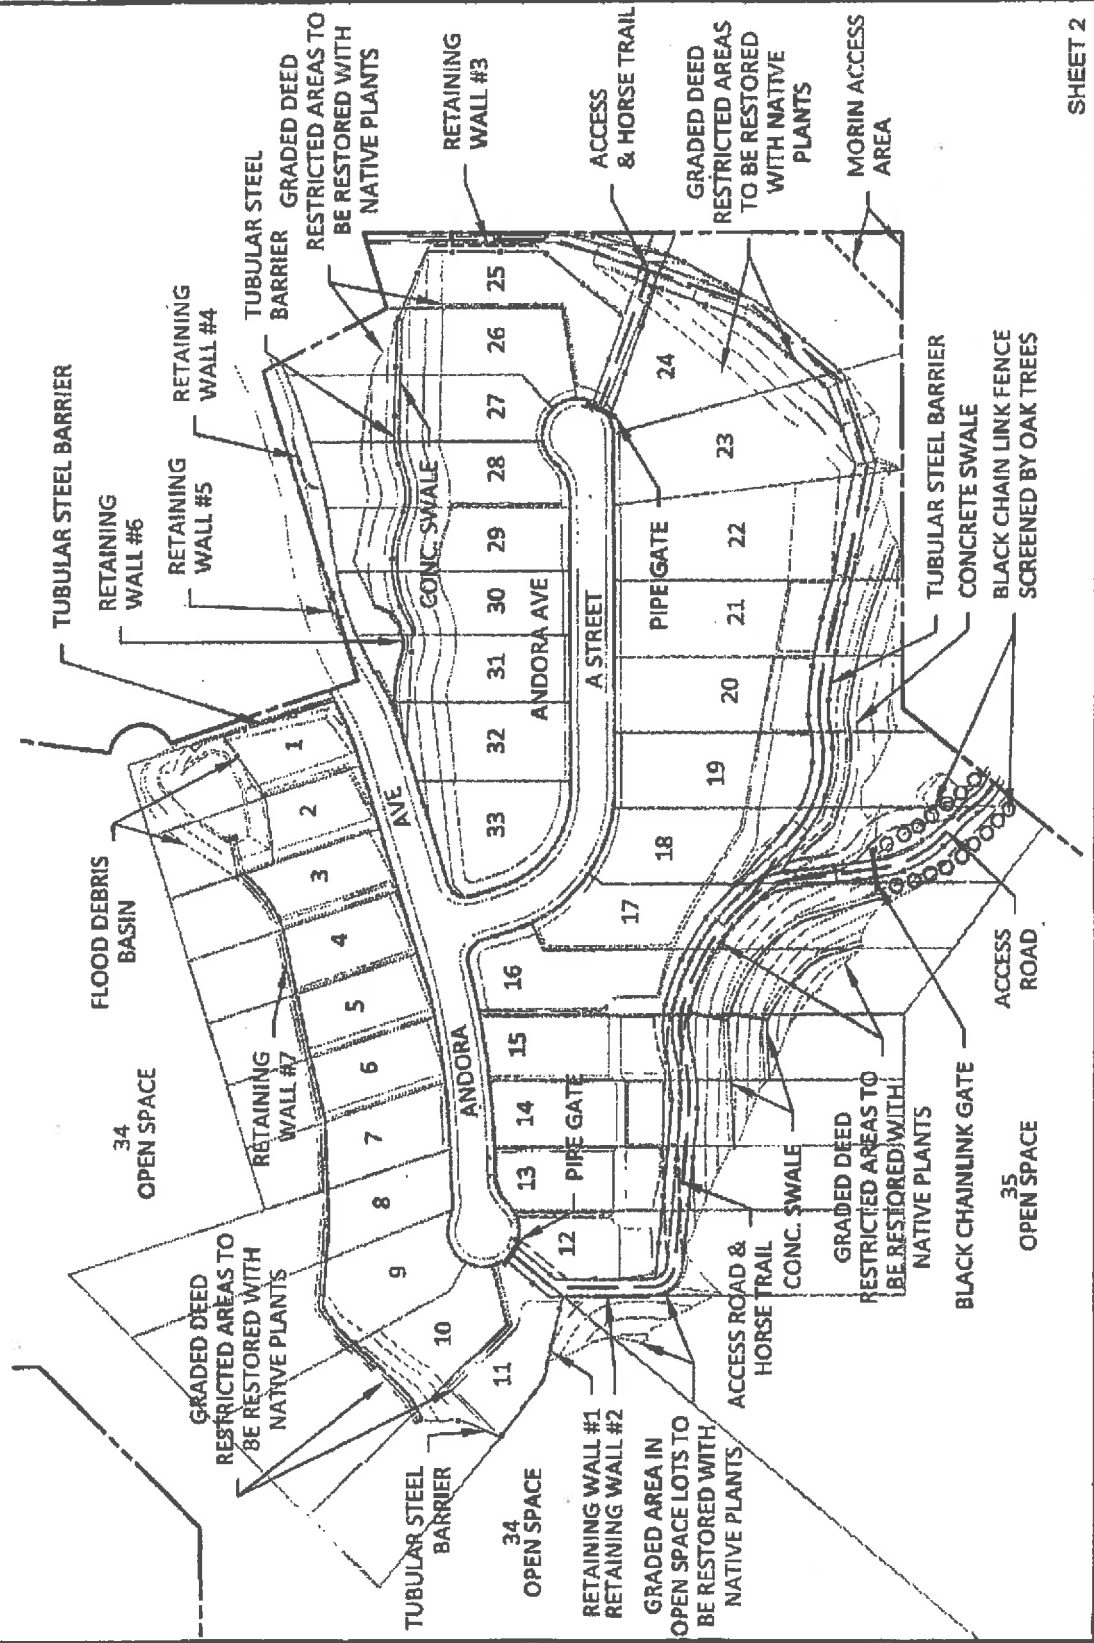 TUBULAR STEEL BARRIER
RETAINING
WALL #6
RETAINING
WALL #5
RETAINING
WALL #4
TUBULAR STEEL
BARRIER
GRADED DEED
RESTRICTED AREAS TO
BE RESTORED WITH
NATIVE PLANTS
RETAINING
WALL #3
ACCESS
& HORSE TRAIL
GRADED DEED
RESTRICTED AREAS
TO BE RESTORED
WITH NATIVE
PLANTS
MORIN ACCESS
AREA
FLOOD DEBRIS
BASIN
34
OPEN SPACE
RETAINING
WALL #7
GRADED DEED
RESTRICTED AREAS TO
BE RESTORED WITH
NATIVE PLANTS
1
2
3
4
5
6
7
8
9
10
11
12
13
14
15
16
17
18
19
20
21
22
23
24
25
26
27
28
29
30
31
32
33
ANDORA
AVE
CONC. SWALE
ANDORA AVE
A STREET
PIPE GATE
PIPE GATE
TUBULAR STEEL
BARRIER
34
OPEN SPACE
RETAINING WALL #1
RETAINING WALL #2
GRADED AREA IN
OPEN SPACE LOTS TO
BE RESTORED WITH
NATIVE PLANTS
ACCESS ROAD &
HORSE TRAIL
CONC. SWALE
GRADED DEED
RESTRICTED AREAS TO
BE RESTORED WITH
NATIVE PLANTS
BLACK CHAINLINK GATE
35
OPEN SPACE
ACCESS
ROAD
TUBULAR STEEL BARRIER
CONCRETE SWALE
BLACK CHAIN LINK FENCE
SCREENED BY OAK TREES
SHEET 2